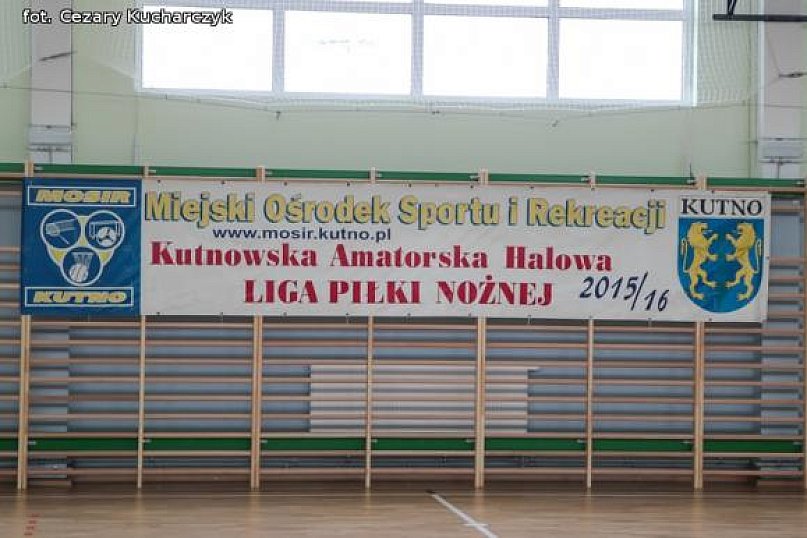 fot. Cezary Kucharczyk
MOSIR
KUTNO
Miejski Ośrodek Sportu i Rekreacji
www.mosir.kutno.pl
Kutnowska Amatorska Halowa
LIGA PIŁKI NOŻNEJ 2015/16
KUTNO